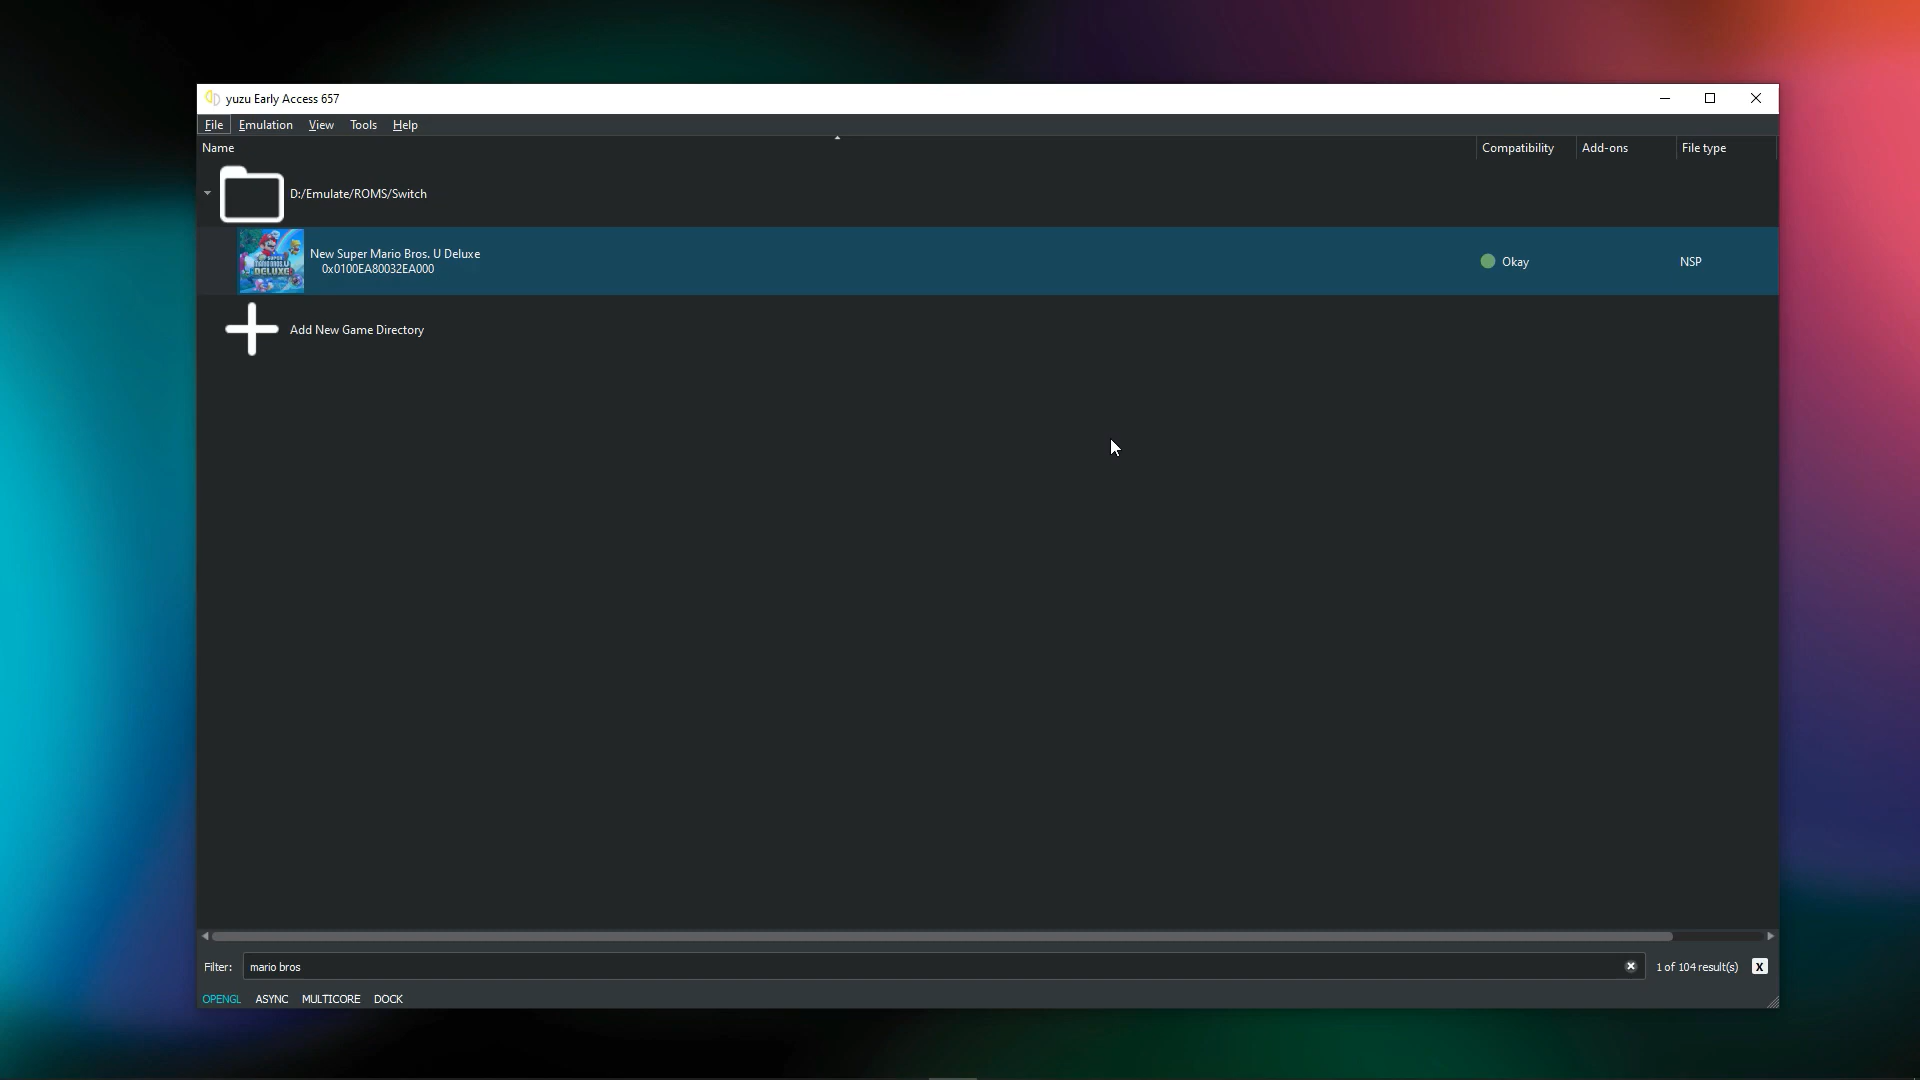 yuzu Early Access 657
File Emulation View Tools Help
Name Compatibility Add-ons File type
D:/Emulate/ROMS/Switch
New Super Mario Bros. U Deluxe
0x0100EA80032EA000
Okay NSP
Add New Game Directory
Filter: mario bros 1 of 104 result(s) X
OPENGL ASYNC MULTICORE DOCK